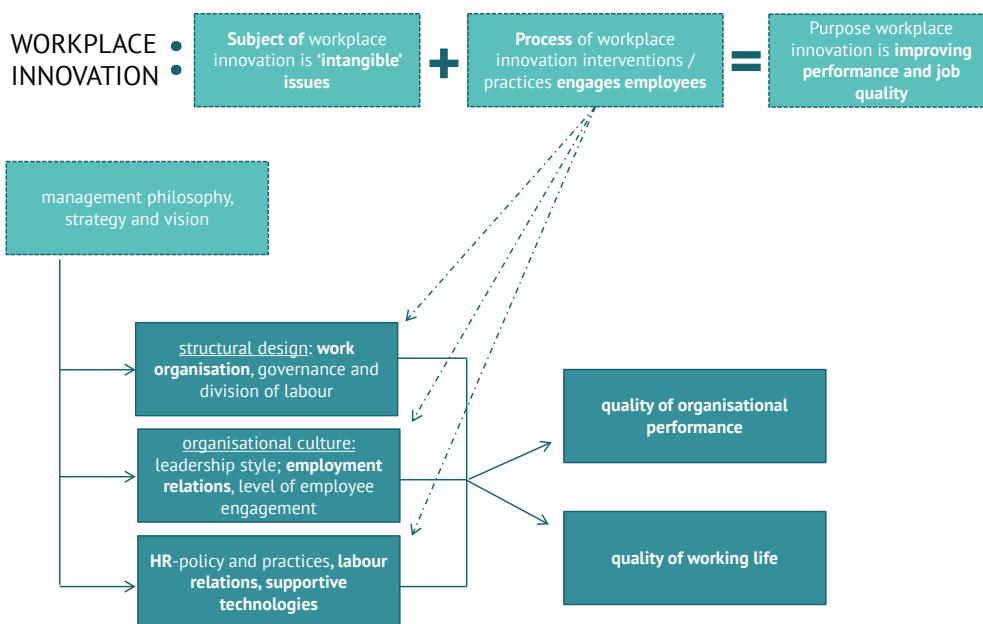 WORKPLACE :
INNOVATION
Subject of workplace
innovation is ‘intangible’
issues
+
Process of workplace
innovation interventions /
practices engages employees
=
Purpose workplace
innovation is improving
performance and job
quality
management philosophy,
strategy and vision
structural design: work
organisation, governance and
division of labour
organisational culture:
leadership style; employment
relations, level of employee
engagement
HR-policy and practices, labour
relations, supportive
technologies
quality of organisational
performance
quality of working life